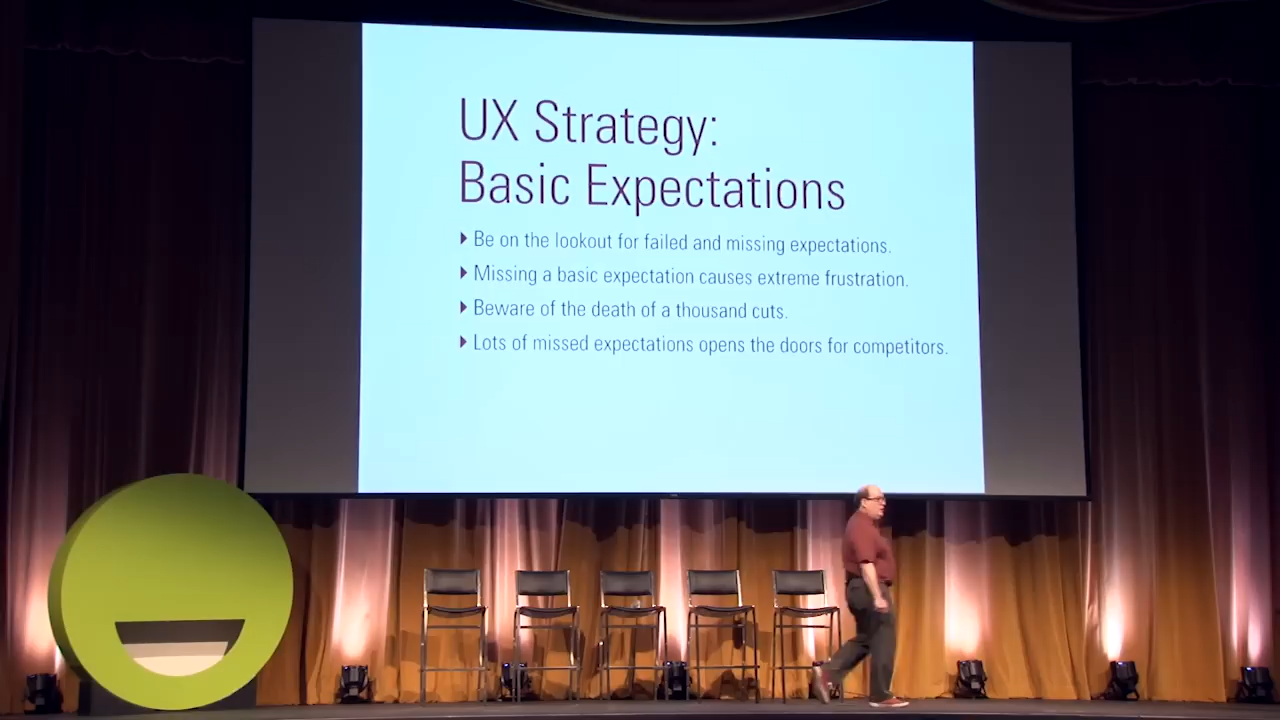 UX Strategy:
Basic Expectations
Be on the lookout for failed and missing expectations.
Missing a basic expectation causes extreme frustration.
Beware of the death of a thousand cuts.
Lots of missed expectations opens the doors for competitors.